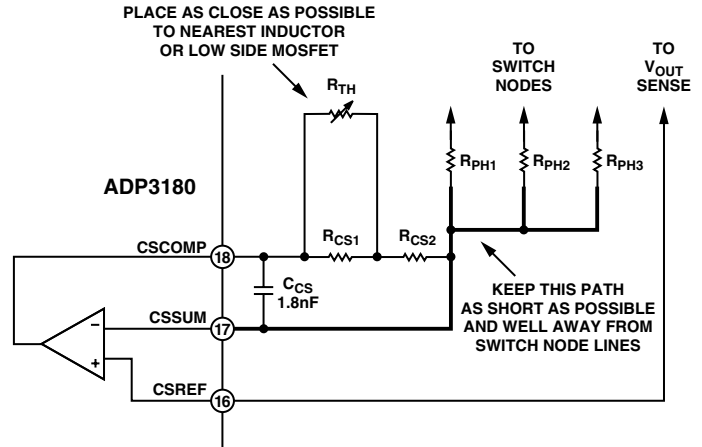 PLACE AS CLOSE AS POSSIBLE
TO NEAREST INDUCTOR
OR LOW SIDE MOSFET
TO
SWITCH
NODES
TO
VOUT
SENSE
RTH
RPH1
RPH2
RPH3
ADP3180
CSCOMP
18
RCS1
RCS2
CCS
1.8nF
KEEP THIS PATH
AS SHORT AS POSSIBLE
AND WELL AWAY FROM
SWITCH NODE LINES
CSSUM
17
–
+
CSREF
16